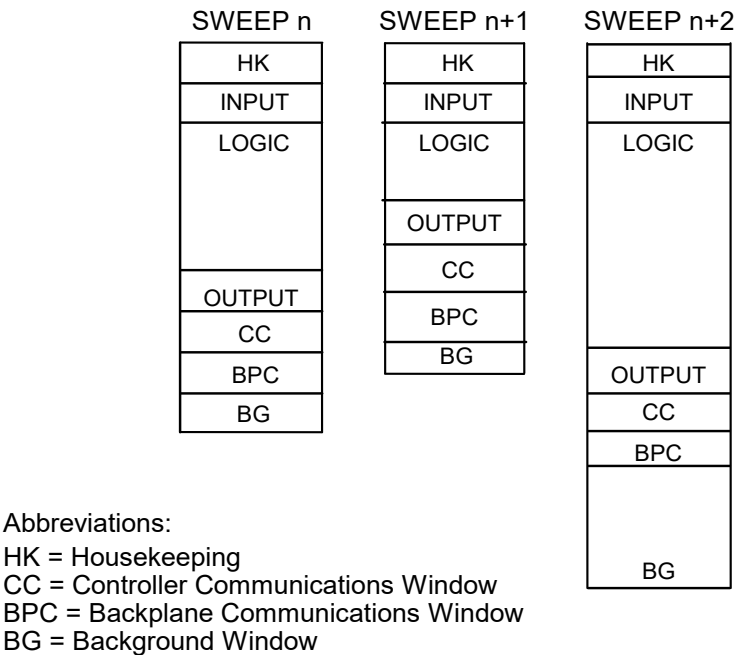 SWEEP n
HK
INPUT
LOGIC
OUTPUT
CC
BPC
BG
SWEEP n+1
HK
INPUT
LOGIC
OUTPUT
CC
BPC
BG
SWEEP n+2
HK
INPUT
LOGIC
OUTPUT
CC
BPC
BG
Abbreviations:
HK = Housekeeping
CC = Controller Communications Window
BPC = Backplane Communications Window
BG = Background Window